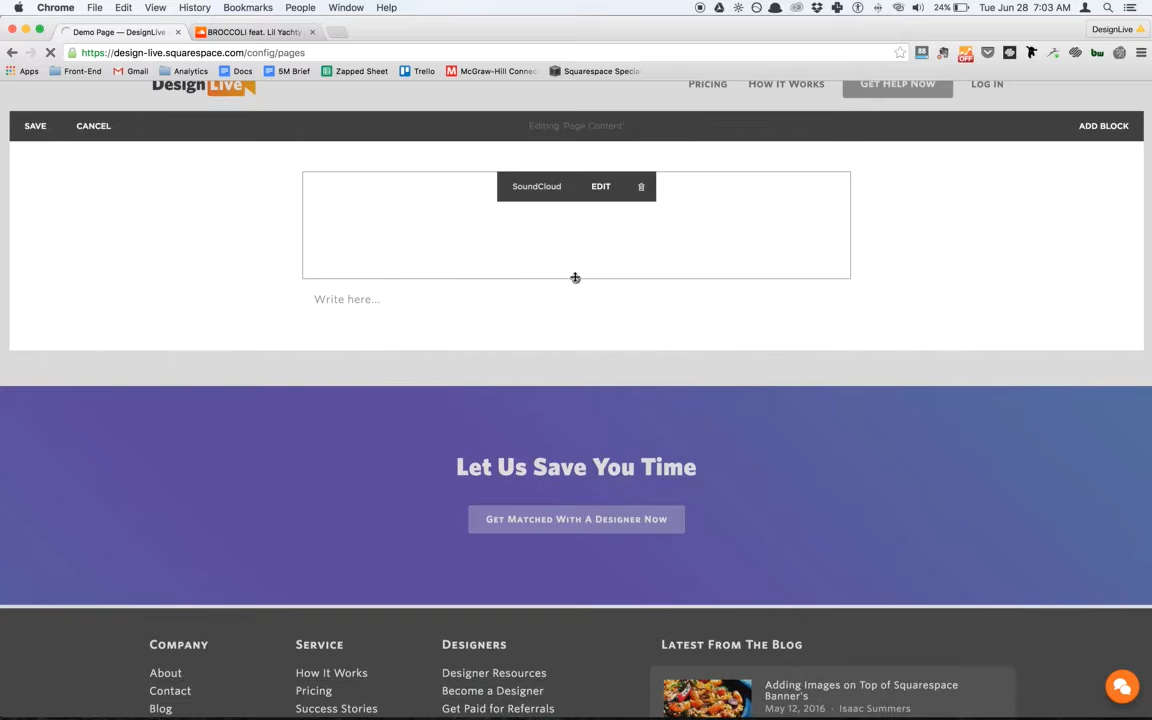 Chrome File Edit View History Bookmarks People Window Help 24% Tue Jun 28 7:03 AM
Demo Page — DesignLive BROCCOLI feat. Lil Yachty DesignLive
https://design-live.squarespace.com/config/pages
Apps Front-End Gmail Analytics Docs 5M Brief Zapped Sheet Trello McGraw-Hill Connec Squarespace Specia
OFF bw
Design Live PRICING HOW IT WORKS GET HELP NOW LOG IN
SAVE CANCEL Editing 'Page Content' ADD BLOCK
SoundCloud EDIT
Write here...
Let Us Save You Time
Get Matched With A Designer Now
Company Service Designers Latest From The Blog
About How It Works Designer Resources Adding Images on Top of Squarespace
Contact Pricing Become a Designer Banner's
Blog Success Stories Get Paid for Referrals May 12, 2016 · Isaac Summers